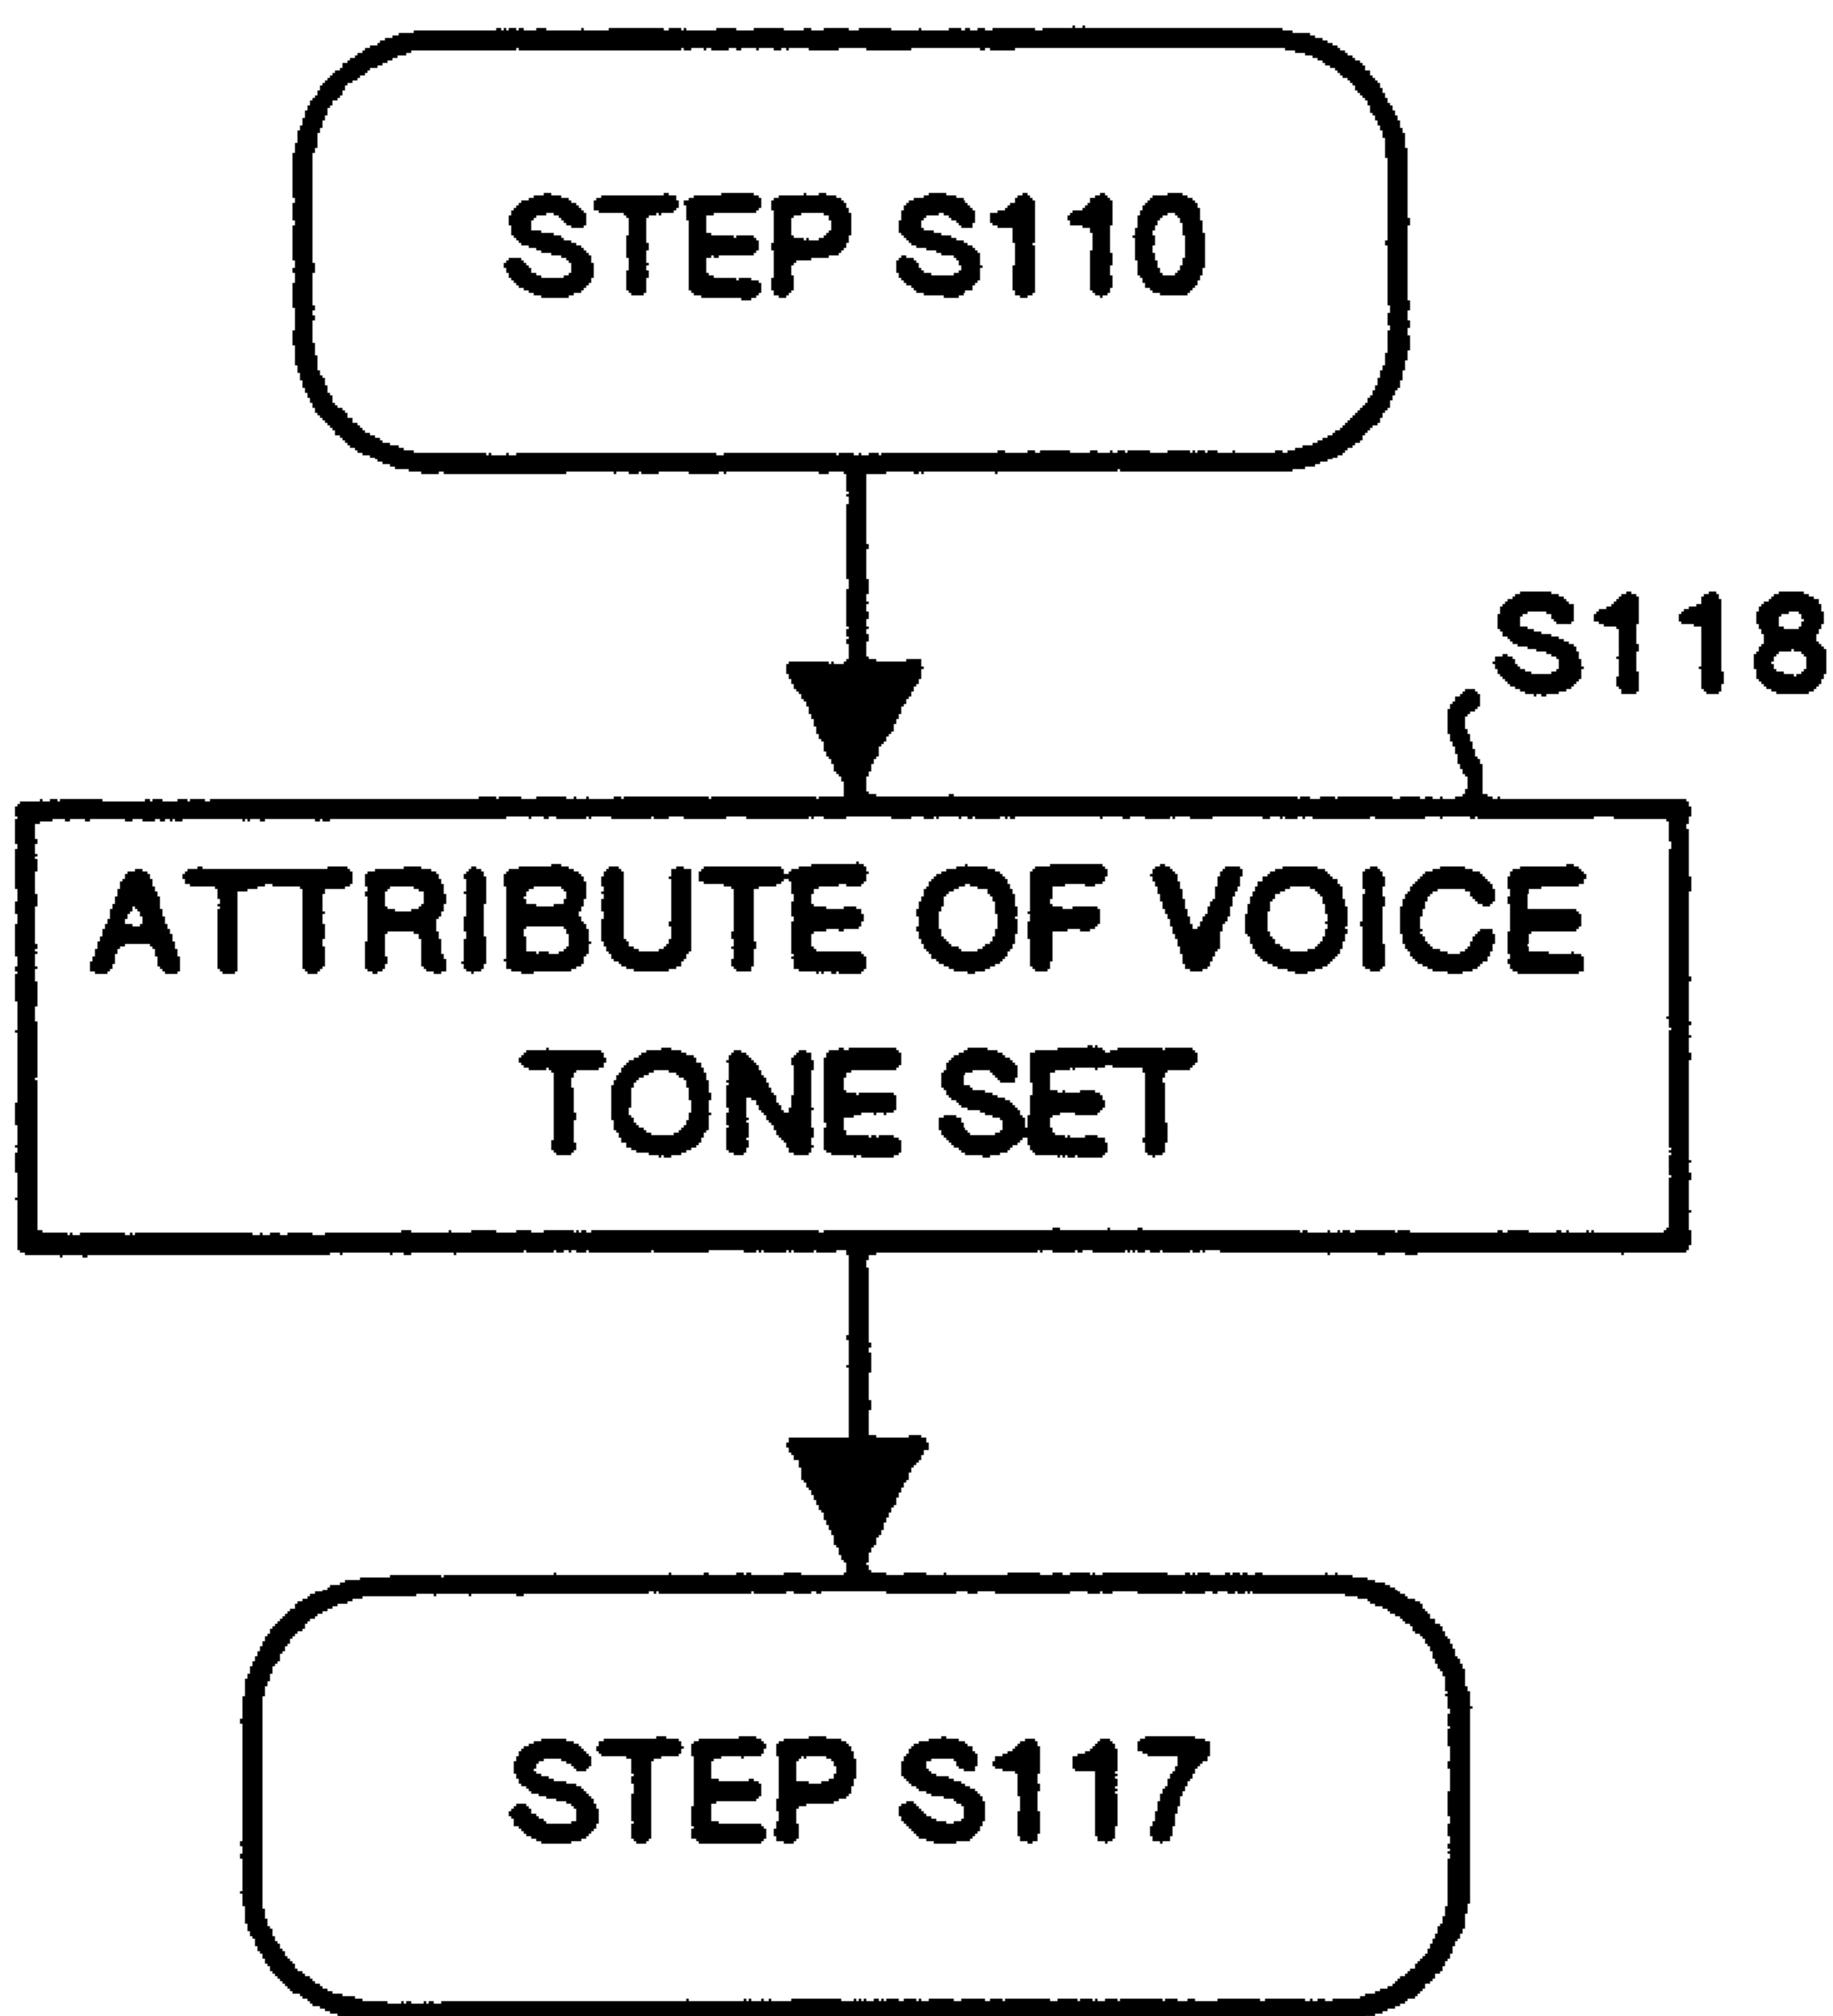 STEP S110
S118
ATTRIBUTE OF VOICE
TONE SET
STEP S117